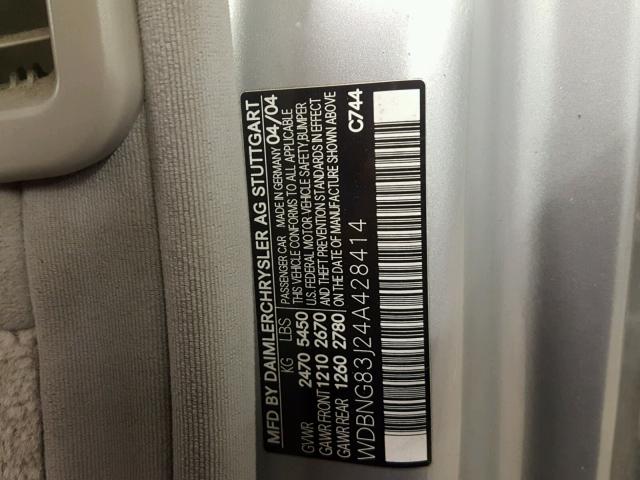 MFD BY DAIMLERCHRYSLER AG STUTTGART
KG LBS PASSENGER CAR MADE IN GERMANY 04/04
GVWR 2470 5450 THIS VEHICLE CONFORMS TO ALL APPLICABLE
U.S. FEDERAL MOTOR VEHICLE SAFETY,BUMPER
GAWR FRONT 1210 2670 AND THEFT PREVENTION STANDARDS IN EFFECT
GAWR REAR 1260 2780 ON THE DATE OF MANUFACTURE SHOWN ABOVE
C744
WDBNG83J24A428414